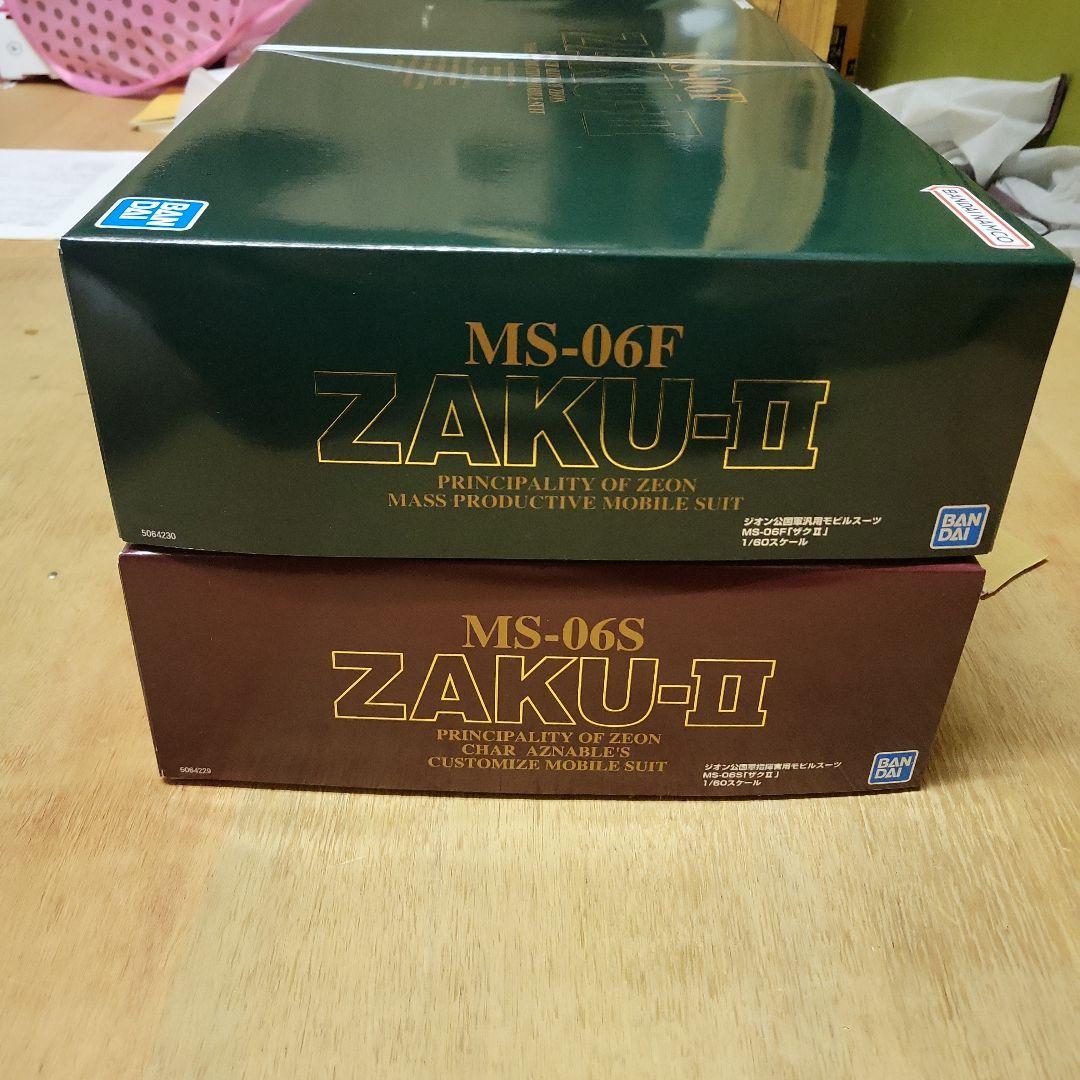 MS-06F
BAN
DAI
BANDAI NAMCO
MS-06F
ZAKU-II
PRINCIPALITY OF ZEON
MASS PRODUCTIVE MOBILE SUIT
5064230
ジオン公国軍汎用モビルスーツ
MS-06F「ザクⅡ」
1/60スケール
BAN
DAI
MS-06S
ZAKU-II
PRINCIPALITY OF ZEON
CHAR AZNABLE'S
CUSTOMIZE MOBILE SUIT
5064229
ジオン公国軍指揮官用モビルスーツ
MS-06S「ザクⅡ」
1/60スケール
BAN
DAI